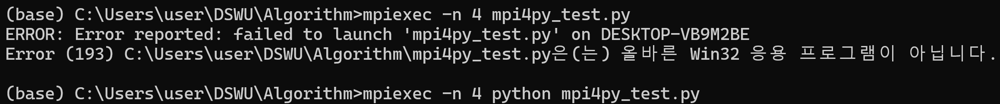 (base) C:\Users\user\DSWU\Algorithm>mpiexec -n 4 mpi4py_test.py
ERROR: Error reported: failed to launch 'mpi4py_test.py' on DESKTOP-VB9M2BE
Error (193) C:\Users\user\DSWU\Algorithm\mpi4py_test.py은(는) 올바른 Win32 응용 프로그램이 아닙니다.
(base) C:\Users\user\DSWU\Algorithm>mpiexec -n 4 python mpi4py_test.py